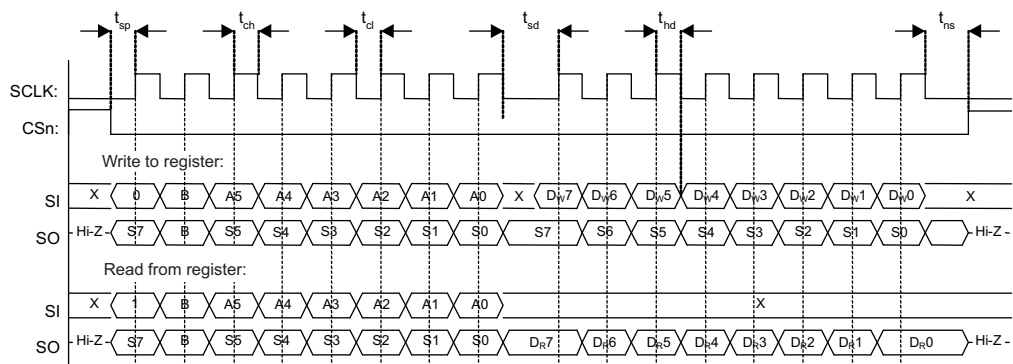 tsp tch tcl tsd thd tns
SCLK:
CSn:
Write to register:
SI X 0 B A5 A4 A3 A2 A1 A0 X DW7 DW6 DW5 DW4 DW3 DW2 DW1 DW0 X
SO Hi-Z S7 B S5 S4 S3 S2 S1 S0 S7 S6 S5 S4 S3 S2 S1 S0 Hi-Z
Read from register:
SI X 1 B A5 A4 A3 A2 A1 A0 X
SO Hi-Z S7 B S5 S4 S3 S2 S1 S0 DR7 DR6 DR5 DR4 DR3 DR2 DR1 DR0 Hi-Z